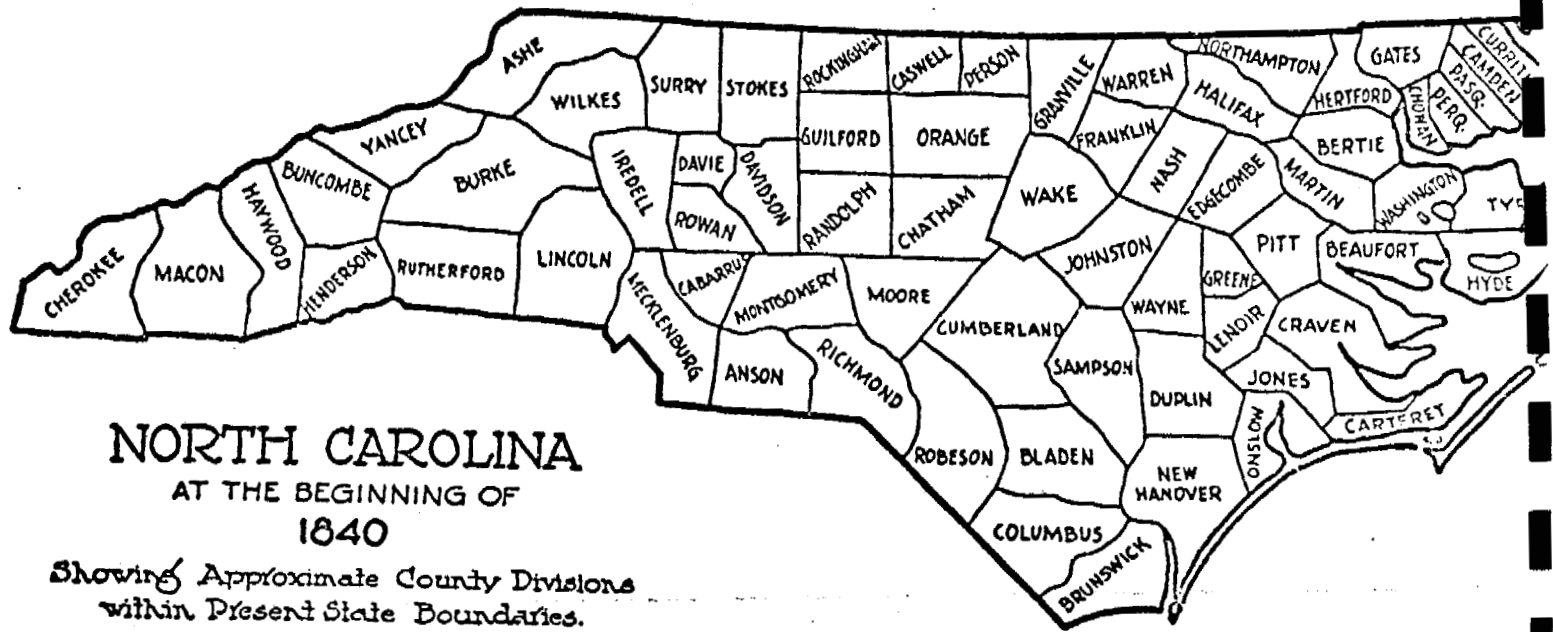 ASHE
WILKES
SURRY
STOKES
ROCKINGHAM
CASWELL
PERSON
GRANVILLE
WARREN
NORTHAMPTON
HALIFAX
HERTFORD
GATES
CHOWAN
PERQ.
PASQ.
CAMDEN
CURRIT
YANCEY
BUNCOMBE
BURKE
IREDELL
DAVIE
DAVIDSON
ROWAN
GUILFORD
ORANGE
FRANKLIN
NASH
EDGECOMBE
BERTIE
MARTIN
WASHINGTON
TY
CHEROKEE
MACON
HAYWOOD
HENDERSON
RUTHERFORD
LINCOLN
RANDOLPH
CHATHAM
WAKE
JOHNSTON
PITT
BEAUFORT
HYDE
GREENE
WAYNE
LENOIR
CRAVEN
MECKLENBURG
CABARRUS
MONTGOMERY
MOORE
CUMBERLAND
SAMPSON
DUPLIN
JONES
CARTERET
ANSON
RICHMOND
ROBESON
BLADEN
NEW
HANOVER
ONSLOW
COLUMBUS
BRUNSWICK
NORTH CAROLINA
AT THE BEGINNING OF
1840
Showing Approximate County Divisions
within Present State Boundaries.